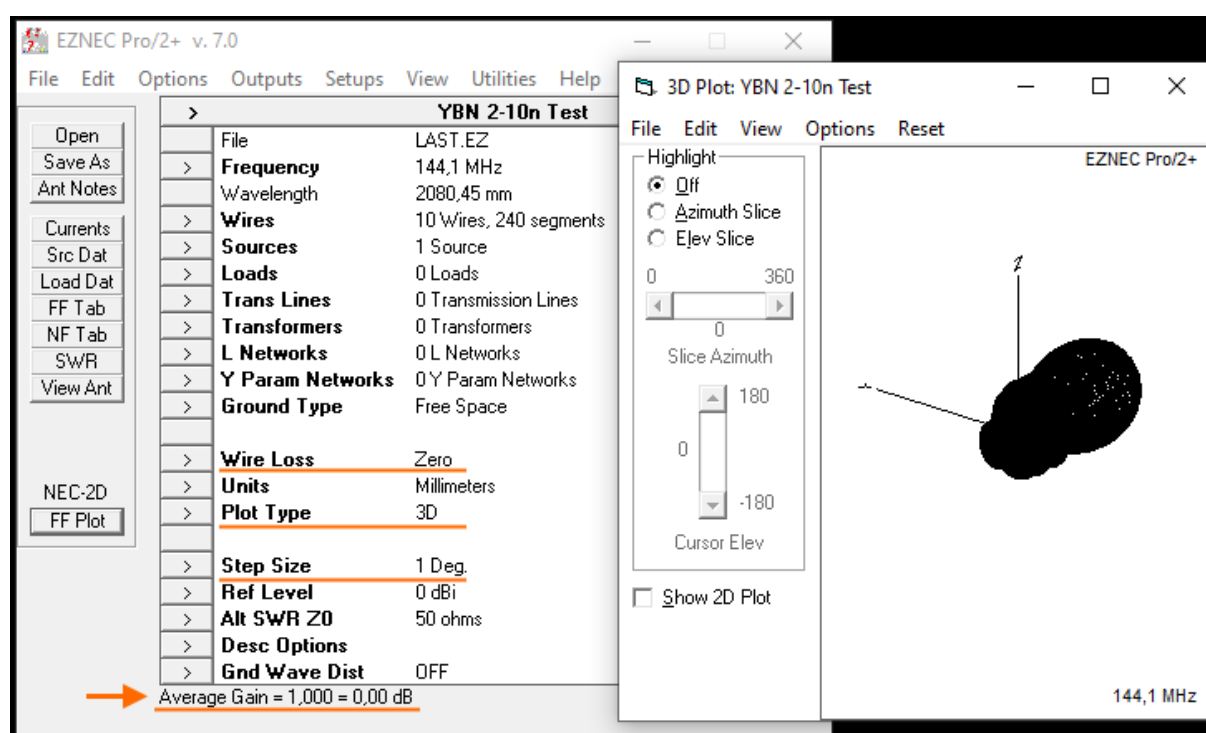 EZNEC Pro/2+ v. 7.0
File Edit Options Outputs Setups View Utilities Help
Open
Save As
Ant Notes
Currents
Src Dat
Load Dat
FF Tab
NF Tab
SWR
View Ant
NEC-2D
FF Plot
> YBN 2-10n Test
File LAST.EZ
> Frequency 144,1 MHz
Wavelength 2080,45 mm
> Wires 10 Wires, 240 segments
> Sources 1 Source
> Loads 0 Loads
> Trans Lines 0 Transmission Lines
> Transformers 0 Transformers
> L Networks 0 L Networks
> Y Param Networks 0 Y Param Networks
> Ground Type Free Space
> Wire Loss Zero
> Units Millimeters
> Plot Type 3D
> Step Size 1 Deg.
> Ref Level 0 dBi
> Alt SWR Z0 50 ohms
> Desc Options
> Gnd Wave Dist OFF
Average Gain = 1,000 = 0,00 dB
3D Plot: YBN 2-10n Test
File Edit View Options Reset
Highlight
Off
Azimuth Slice
Elev Slice
0 360
0
Slice Azimuth
180
0
-180
Cursor Elev
Show 2D Plot
EZNEC Pro/2+
Z
144,1 MHz